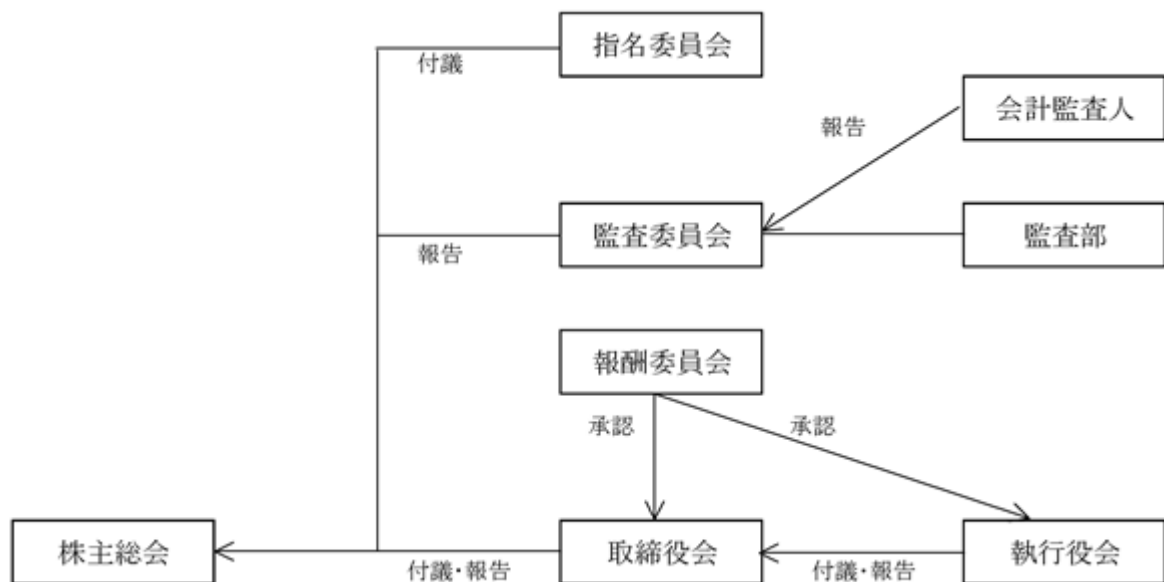 指名委員会
付議
会計監査人
報告
監査委員会
監査部
報告
報酬委員会
承認
承認
株主総会
取締役会
執行役会
付議・報告
付議・報告